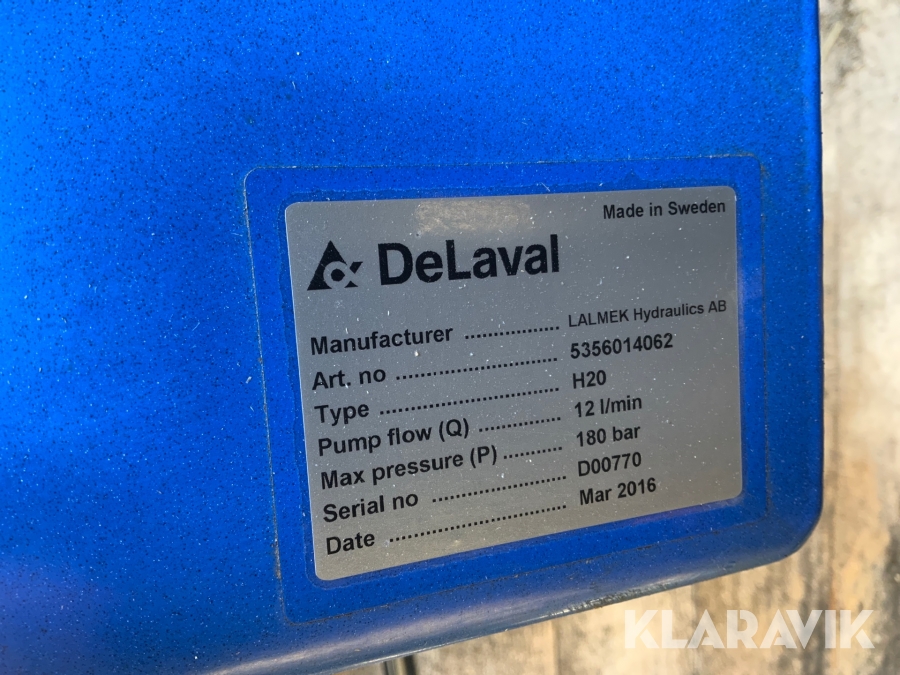 Made in Sweden
DeLaval
Manufacturer ................ LALMEK Hydraulics AB
Art. no ........................... 5356014062
Type .............................. H20
Pump flow (Q) .............. 12 l/min
Max pressure (P) .......... 180 bar
Serial no ....................... D00770
Date .............................. Mar 2016
KLARAVIK